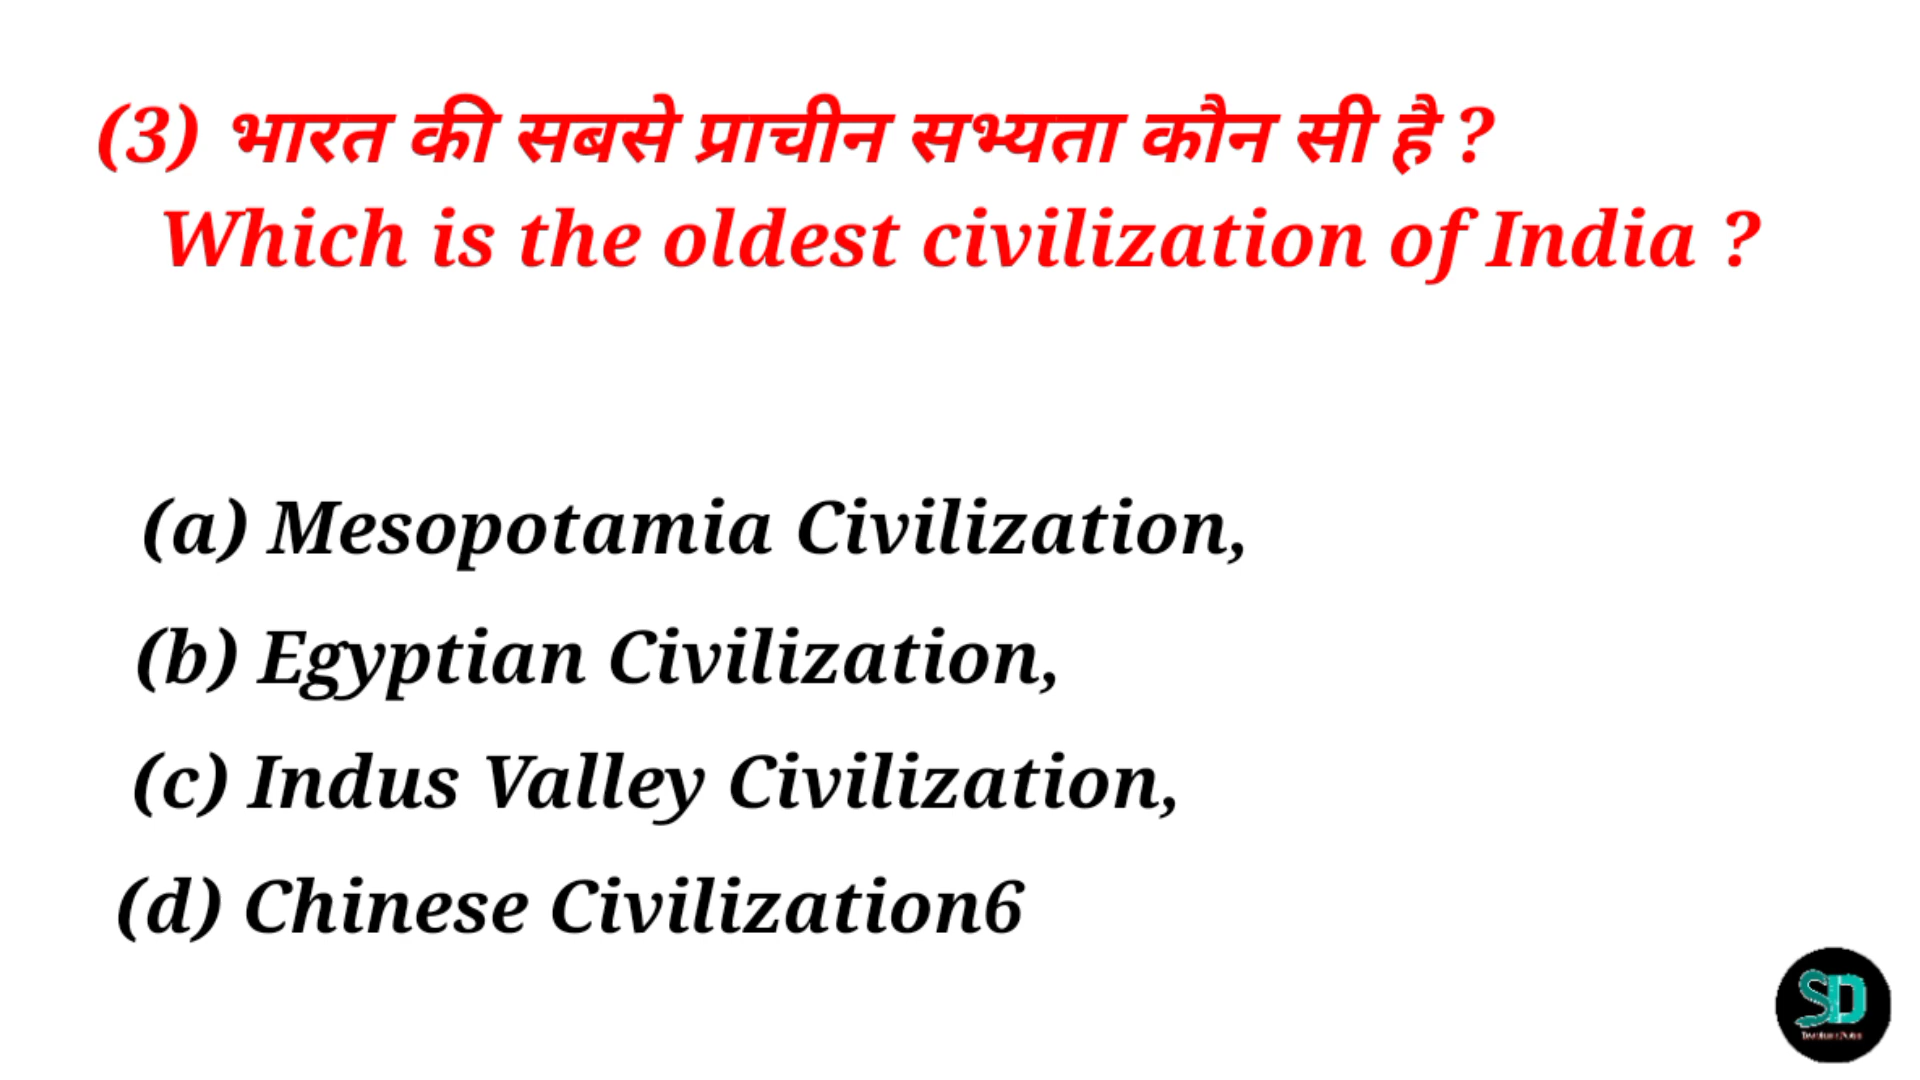 (3) भारत की सबसे प्राचीन सभ्यता कौन सी है ?
Which is the oldest civilization of India ?
(a) Mesopotamia Civilization,
(b) Egyptian Civilization,
(c) Indus Valley Civilization,
(d) Chinese Civilization6
SD